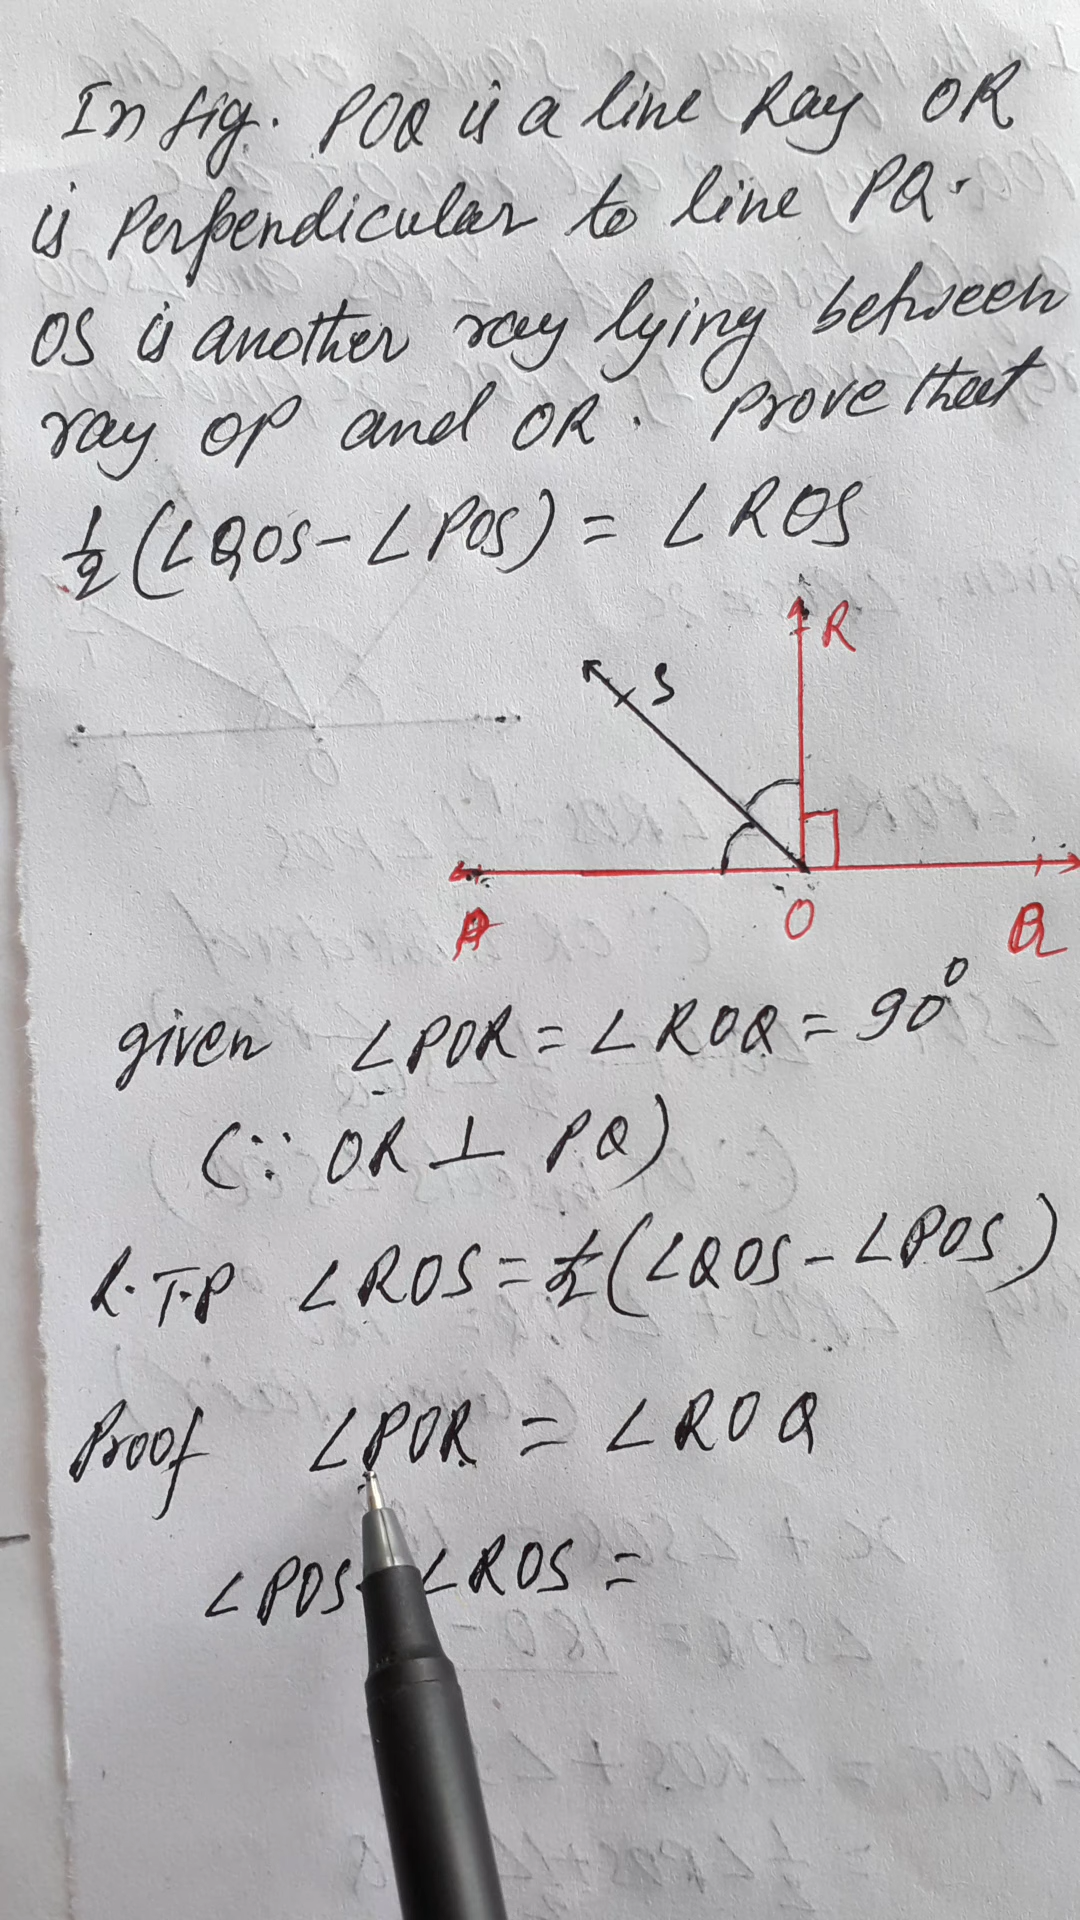 In fig. POQ is a line Ray OR
is Perpendicular to line PQ.
OS is another ray lying between
ray OP and OR. Prove that
1/2 (∠QOS - ∠POS) = ∠ROS
R
S
P O Q
given ∠POR = ∠ROQ = 90°
(∵ OR ⊥ PQ)
R.T.P ∠ROS = 1/2 (∠QOS - ∠POS)
Proof ∠POR = ∠ROQ
∠POS ∠ROS =